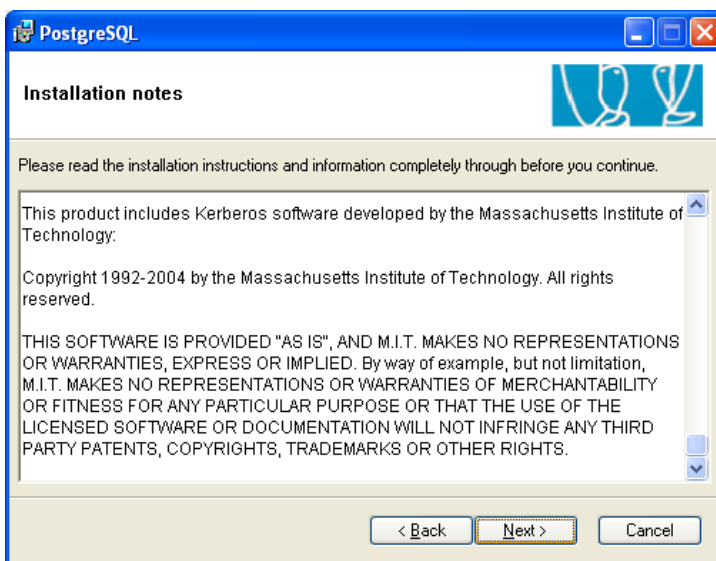 PostgreSQL
Installation notes
Please read the installation instructions and information completely through before you continue.
This product includes Kerberos software developed by the Massachusetts Institute of
Technology:
Copyright 1992-2004 by the Massachusetts Institute of Technology. All rights
reserved.
THIS SOFTWARE IS PROVIDED "AS IS", AND M.I.T. MAKES NO REPRESENTATIONS
OR WARRANTIES, EXPRESS OR IMPLIED. By way of example, but not limitation,
M.I.T. MAKES NO REPRESENTATIONS OR WARRANTIES OF MERCHANTABILITY
OR FITNESS FOR ANY PARTICULAR PURPOSE OR THAT THE USE OF THE
LICENSED SOFTWARE OR DOCUMENTATION WILL NOT INFRINGE ANY THIRD
PARTY PATENTS, COPYRIGHTS, TRADEMARKS OR OTHER RIGHTS.
< Back Next > Cancel